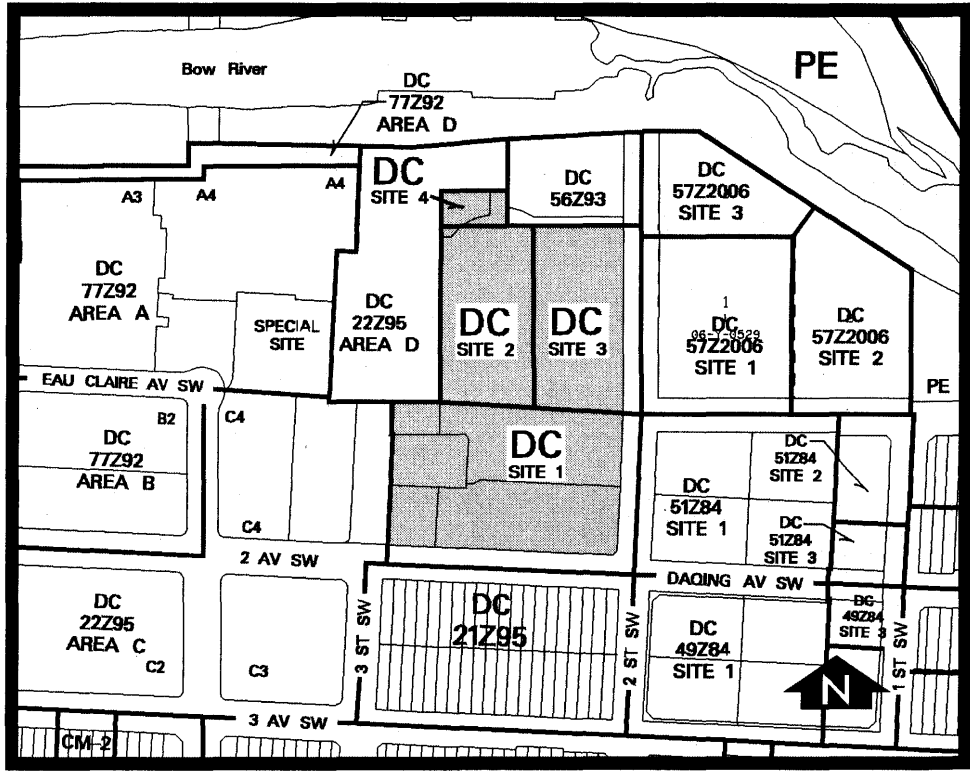 Bow River
PE
DC
77Z92
AREA D
A3
A4
A4
DC
SITE 4
DC
56Z93
DC
57Z2006
SITE 3
DC
77Z92
AREA A
SPECIAL
SITE
DC
22Z95
AREA D
DC
SITE 2
DC
SITE 3
1
DC
57Z2006
SITE 1
DC
57Z2006
SITE 2
PE
EAU CLAIRE AV SW
B2
C4
DC
77Z92
AREA B
C4
DC
SITE 1
DC
51Z84
SITE 1
DC
51Z84
SITE 2
DC
51Z84
SITE 3
2 AV SW
DAQING AV SW
DC
22Z95
AREA C
C2
C3
3 ST SW
DC
21Z95
2 ST SW
DC
49Z84
SITE 1
DC
49Z84
SITE 3
1 ST SW
N
3 AV SW
CM-2